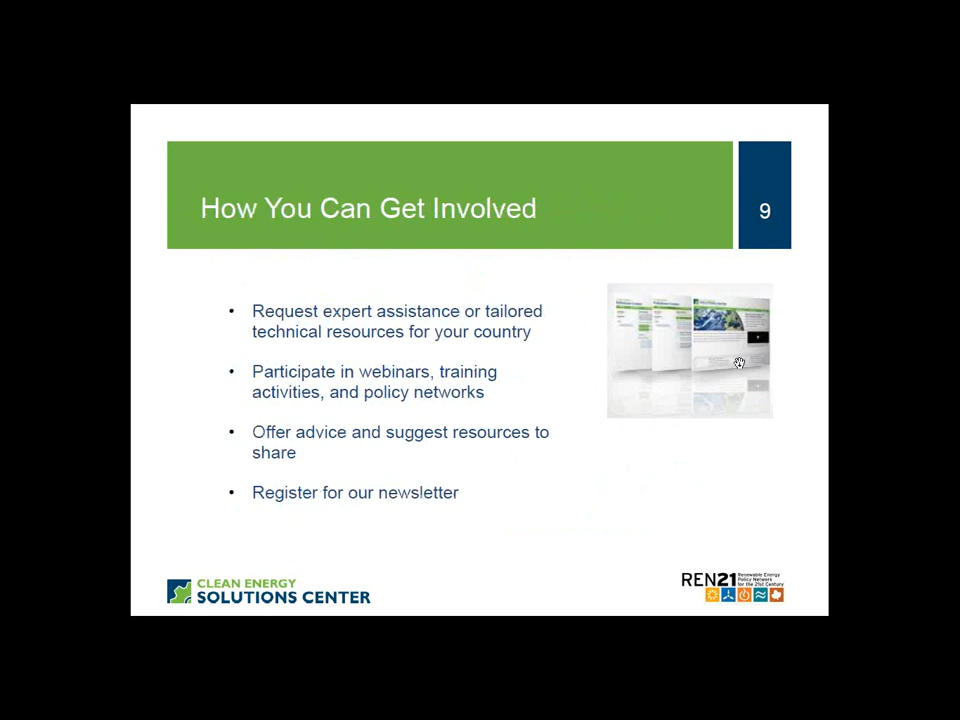 How You Can Get Involved
9
• Request expert assistance or tailored
technical resources for your country
• Participate in webinars, training
activities, and policy networks
• Offer advice and suggest resources to
share
• Register for our newsletter
CLEAN ENERGY
SOLUTIONS CENTER
REN21
Renewable Energy
Policy Network
for the 21st Century